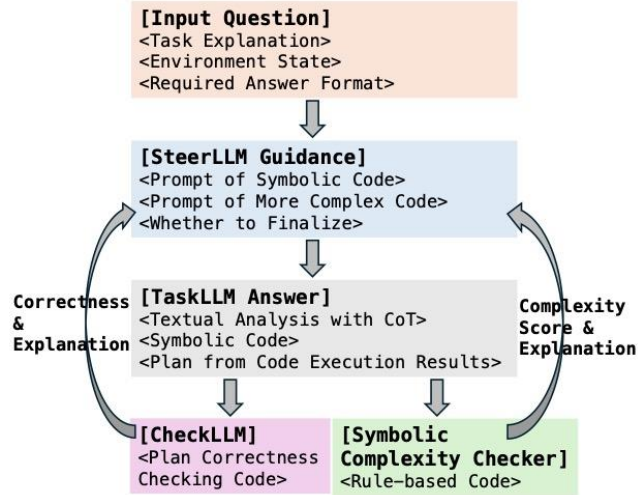 [Input Question]
<Task Explanation>
<Environment State>
<Required Answer Format>
[SteerLLM Guidance]
<Prompt of Symbolic Code>
<Prompt of More Complex Code>
<Whether to Finalize>
Correctness
&
Explanation
[TaskLLM Answer]
<Textual Analysis with CoT>
<Symbolic Code>
<Plan from Code Execution Results>
Complexity
Score &
Explanation
[CheckLLM]
<Plan Correctness
Checking Code>
[Symbolic
Complexity Checker]
<Rule-based Code>